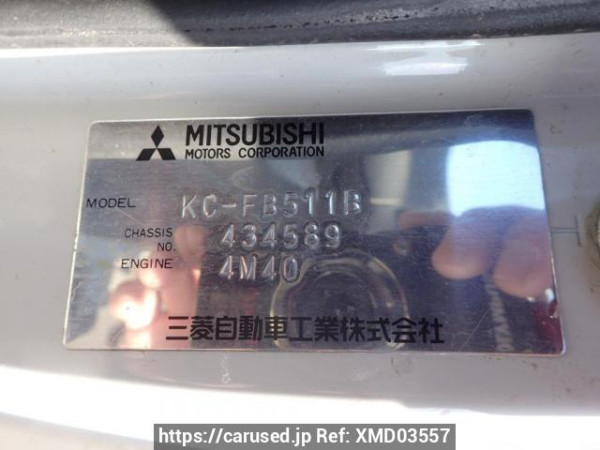 MITSUBISHI
MOTORS CORPORATION
MODEL KC-FB511B
CHASSIS NO. 434589
ENGINE 4M40
三菱自動車工業株式会社
https://carused.jp Ref: XMD03557